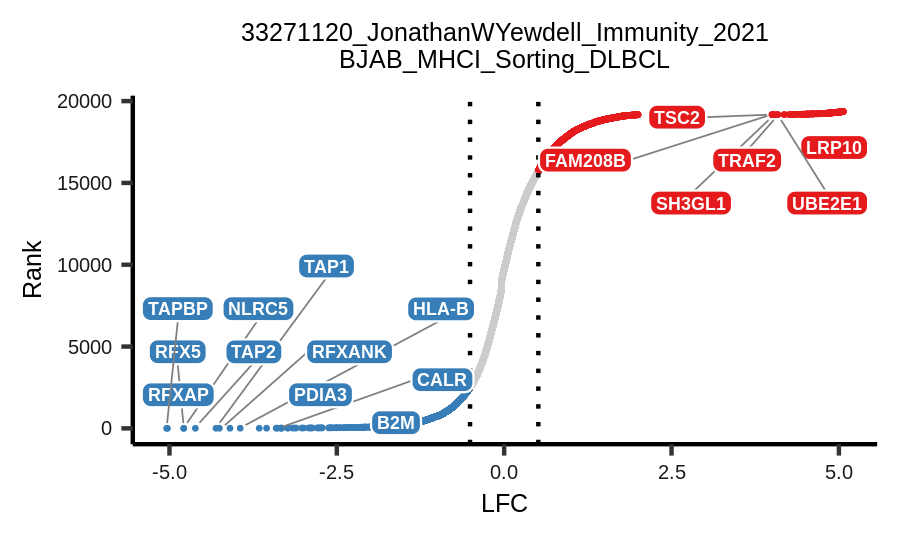 33271120_JonathanWYewdell_Immunity_2021
BJAB_MHCI_Sorting_DLBCL
20000
15000
10000
5000
0
Rank
TSC2
FAM208B
TRAF2
LRP10
SH3GL1
UBE2E1
TAP1
TAPBP
NLRC5
HLA-B
RFX5
TAP2
RFXANK
CALR
RFXAP
PDIA3
B2M
-5.0
-2.5
0.0
2.5
5.0
LFC